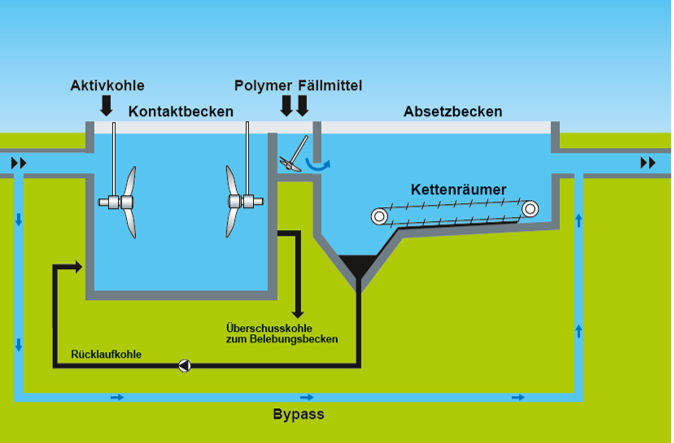 Aktivkohle
Polymer Fällmittel
Kontaktbecken
Absetzbecken
Kettenräumer
Überschusskohle
zum Belebungsbecken
Rücklaufkohle
Bypass